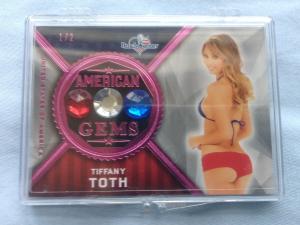 1/2
AMERICAN
GEMS
TIFFANY
TOTH